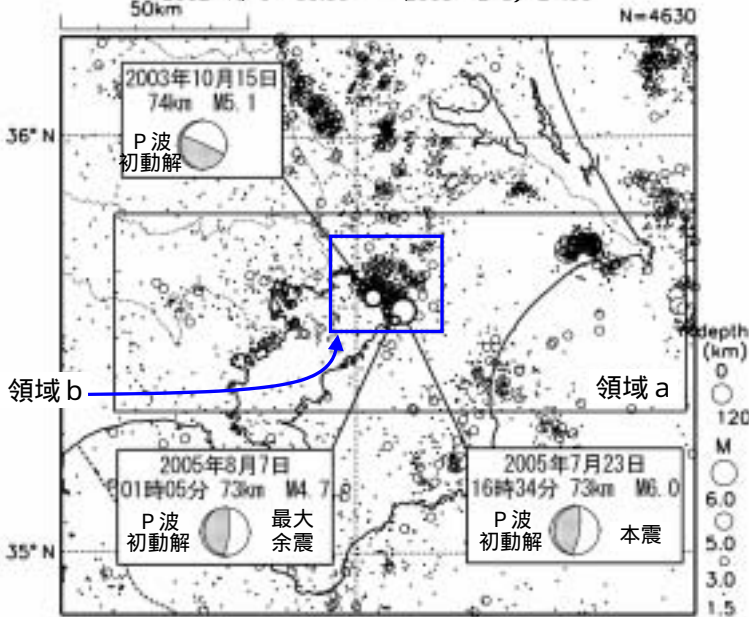 50km
N=4630
2003年10月15日
74km M5.1
P波
初動解
36°N
領域b
領域a
depth
(km)
0
120
M
6.0
5.0
3.0
1.5
2005年8月7日
01時05分 73km M4.7
P波
初動解
最大
余震
2005年7月23日
16時34分 73km M6.0
P波
初動解
本震
35°N